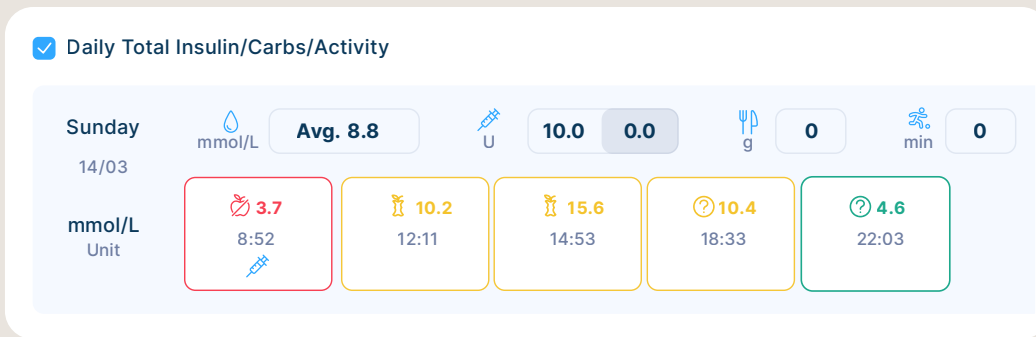 Daily Total Insulin/Carbs/Activity
Sunday
14/03
mmol/L
Avg. 8.8
U
10.0 0.0
g
0
min
0
mmol/L
Unit
3.7
8:52
10.2
12:11
15.6
14:53
? 10.4
18:33
? 4.6
22:03